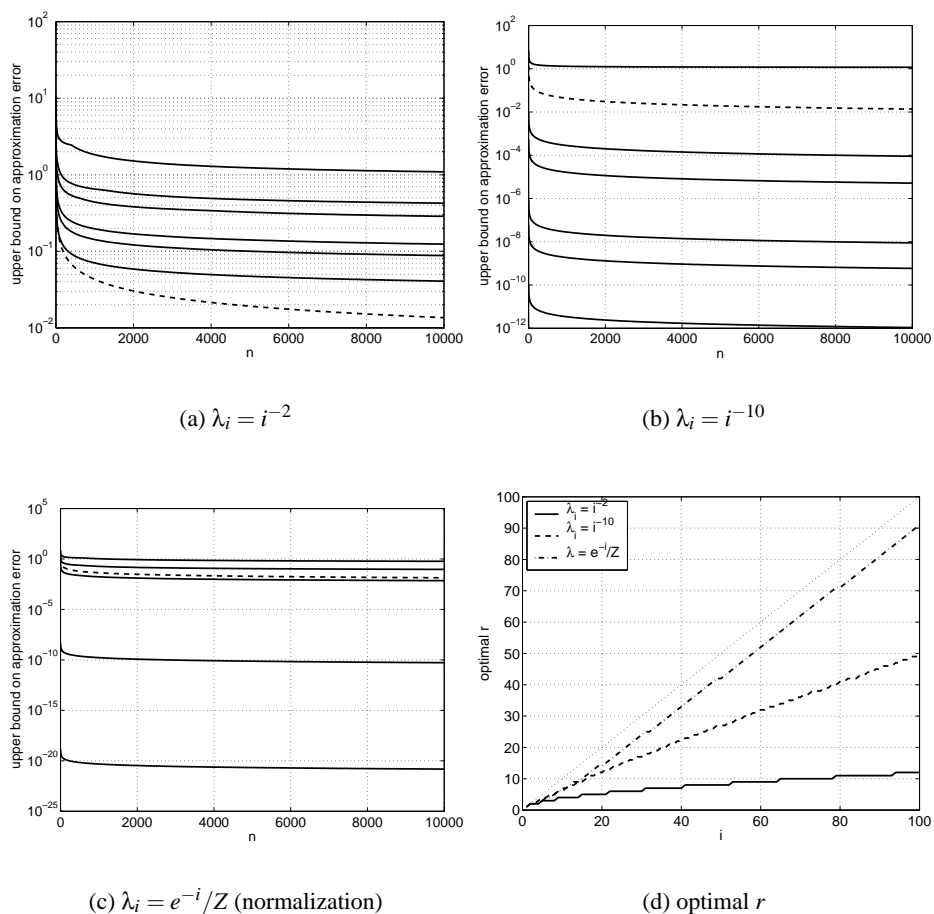 10^2
10^1
10^0
10^−1
10^−2
upper bound on approximation error
0 2000 4000 6000 8000 10000
n
(a) λ_i = i^−2
10^2
10^0
10^−2
10^−4
10^−6
10^−8
10^−10
10^−12
upper bound on approximation error
0 2000 4000 6000 8000 10000
n
(b) λ_i = i^−10
10^5
10^0
10^−5
10^−10
10^−15
10^−20
10^−25
upper bound on approximation error
0 2000 4000 6000 8000 10000
n
(c) λ_i = e^−i/Z (normalization)
100
90
80
70
60
50
40
30
20
10
0
optimal r
λ_i = i^−2
λ_i = i^−10
λ = e^−i/Z
0 20 40 60 80 100
i
(d) optimal r